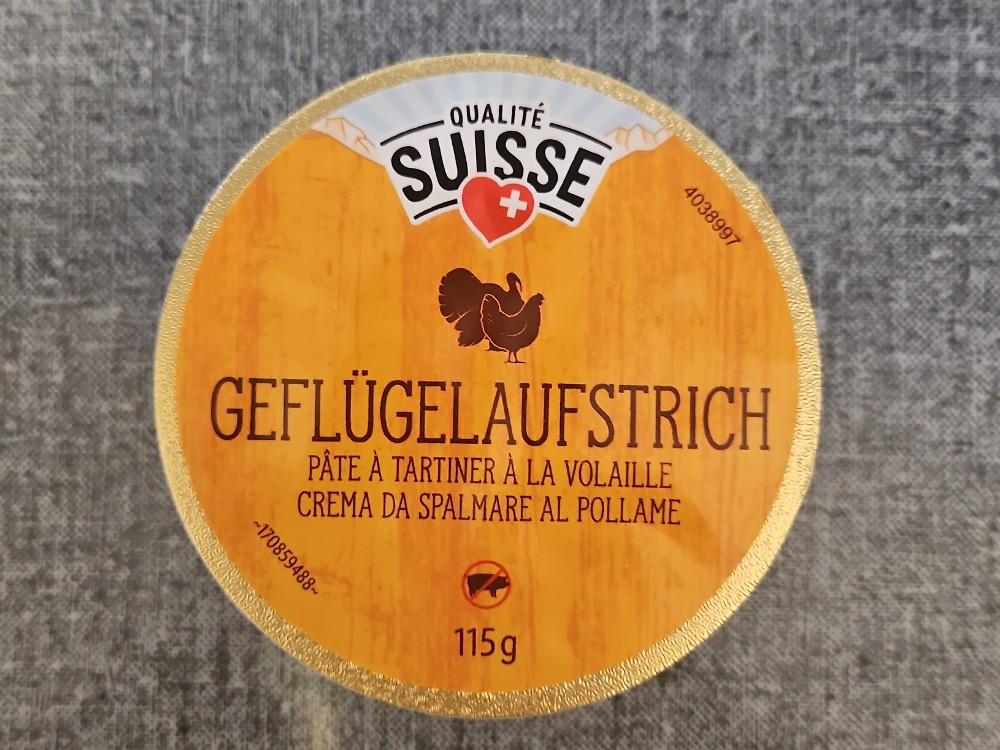 QUALITÉ
SUISSE
4038997
GEFLÜGELAUFSTRICH
PÂTE À TARTINER À LA VOLAILLE
CREMA DA SPALMARE AL POLLAME
~170859488~
115g